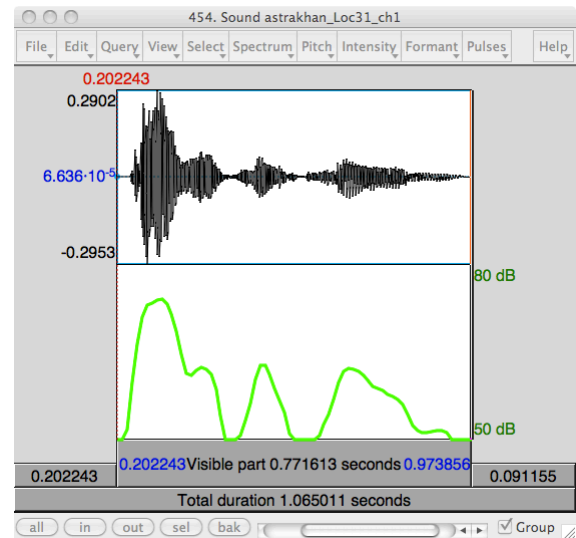 454. Sound astrakhan_Loc31_ch1
File Edit Query View Select Spectrum Pitch Intensity Formant Pulses Help
0.202243
0.2902
6.636·10-5
-0.2953
80 dB
50 dB
0.202243 0.202243 Visible part 0.771613 seconds 0.973856 0.091155
Total duration 1.065011 seconds
all in out sel bak Group